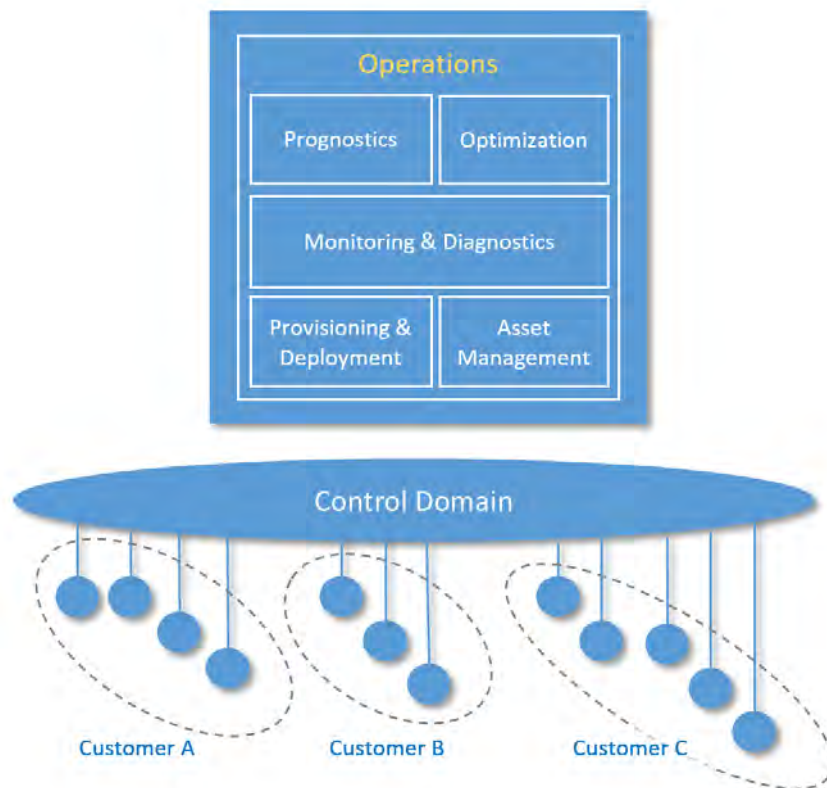 Operations
Prognostics
Optimization
Monitoring & Diagnostics
Provisioning &
Deployment
Asset
Management
Control Domain
Customer A
Customer B
Customer C